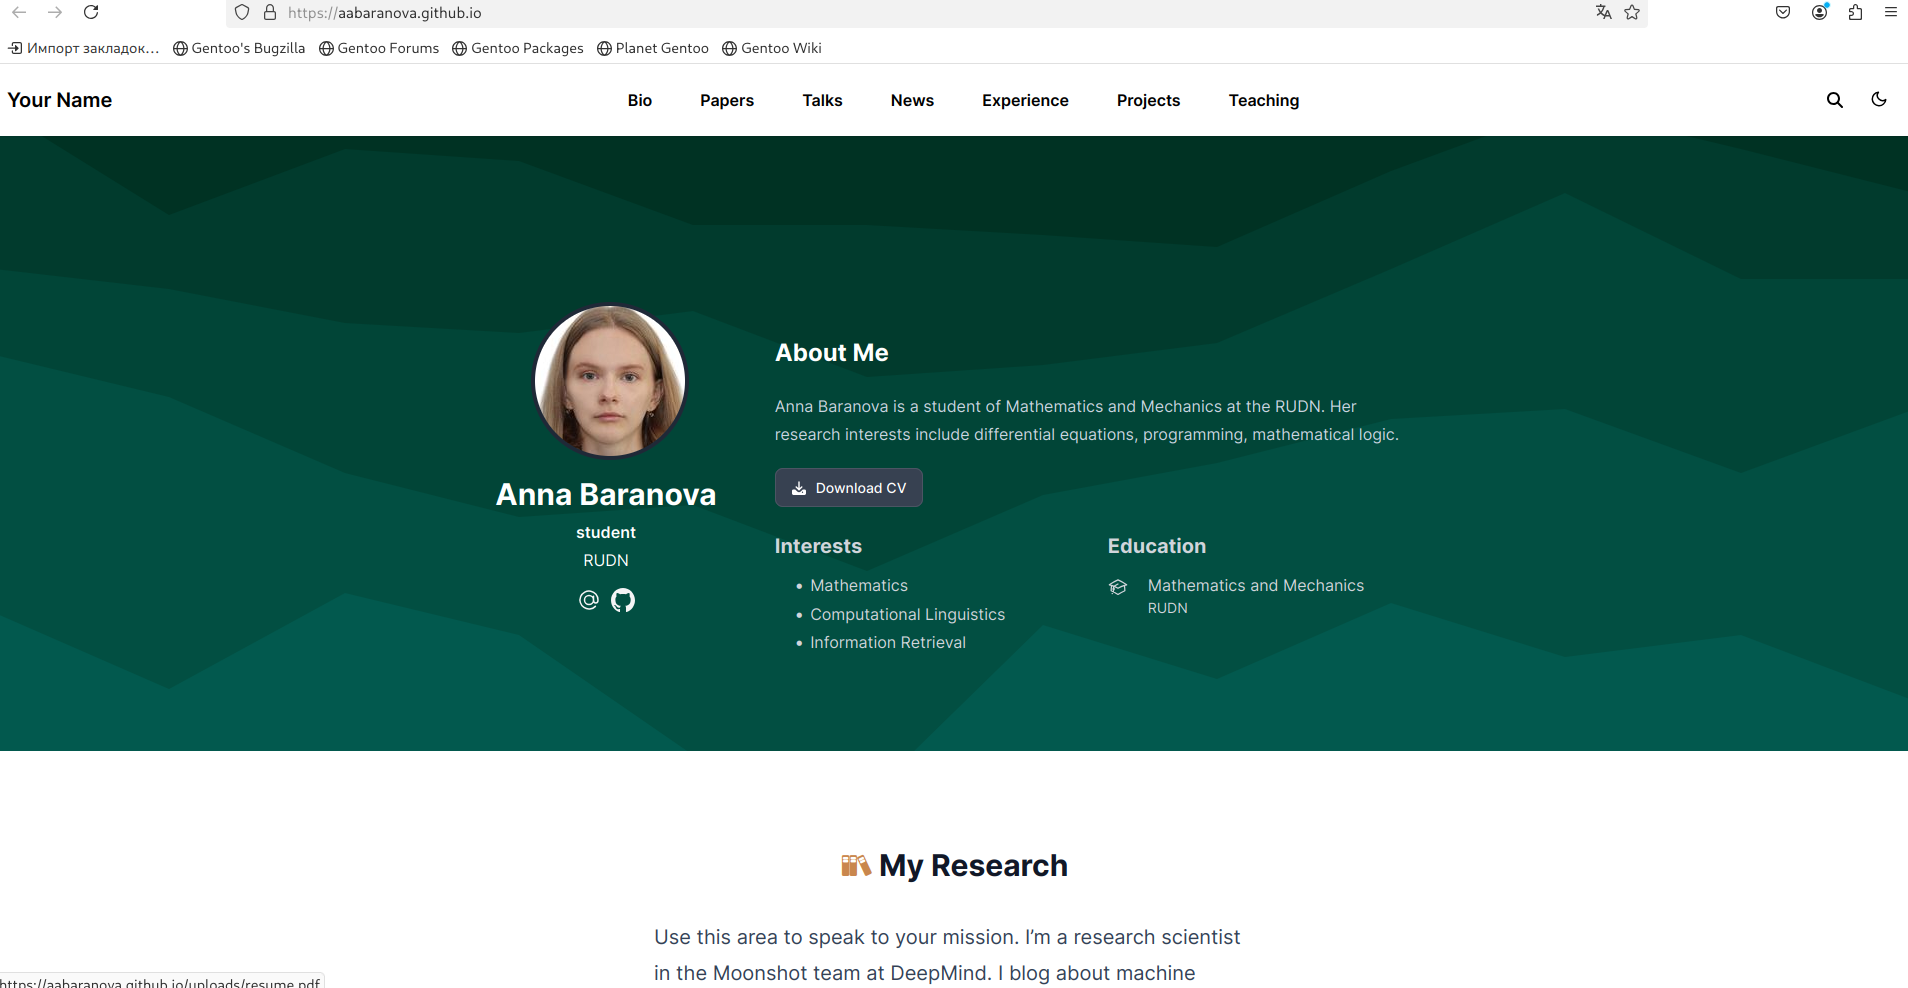 https://aabaranova.github.io
Импорт закладок... Gentoo's Bugzilla Gentoo Forums Gentoo Packages Planet Gentoo Gentoo Wiki
Your Name Bio Papers Talks News Experience Projects Teaching
About Me
Anna Baranova is a student of Mathematics and Mechanics at the RUDN. Her
research interests include differential equations, programming, mathematical logic.
Download CV
Anna Baranova
student
RUDN
Interests
Mathematics
Computational Linguistics
Information Retrieval
Education
Mathematics and Mechanics
RUDN
My Research
Use this area to speak to your mission. I’m a research scientist
in the Moonshot team at DeepMind. I blog about machine
https://aabaranova.github.io/uploads/resume.pdf